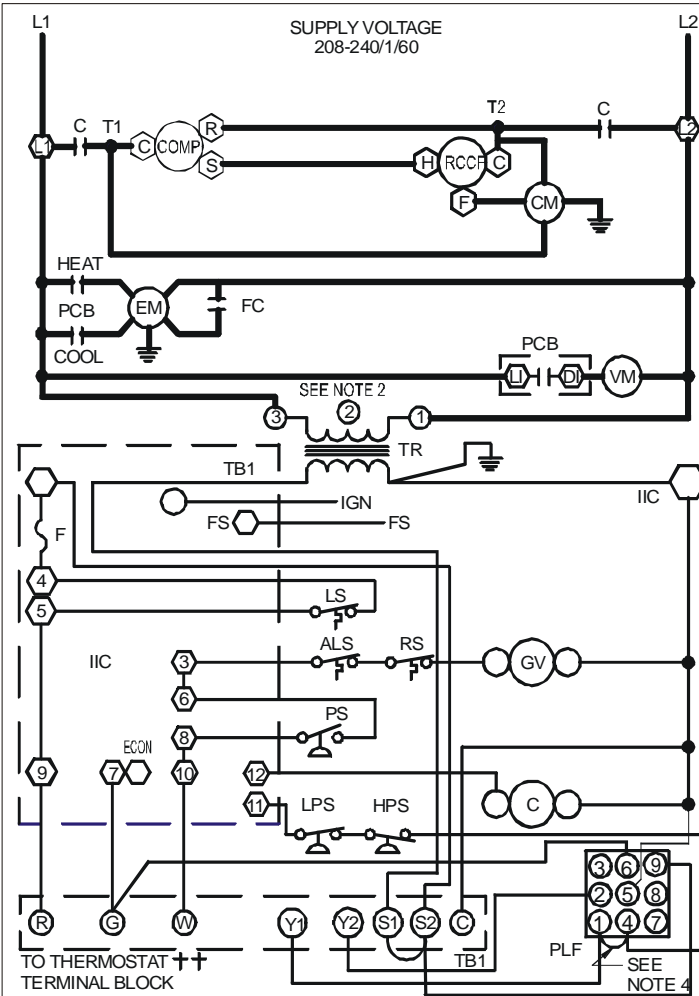 L1
SUPPLY VOLTAGE
L2
208-240/1/60
C
T1
T2
C
R
L1
C
COMP
H
RCCF
C
L2
S
F
CM
HEAT
PCB
EM
FC
COOL
PCB
LI
DI
VM
SEE NOTE 2
3
2
1
TR
TB1
IGN
IIC
FS
FS
F
4
LS
5
ALS
RS
IIC
3
GV
6
PS
ECON
8
9
7
10
12
C
11
LPS
HPS
3
6
9
2
5
8
R
G
W
Y1
Y2
S1
S2
C
1
4
7
TB1
PLF
SEE
TO THERMOSTAT ++
TERMINAL BLOCK
NOTE 4